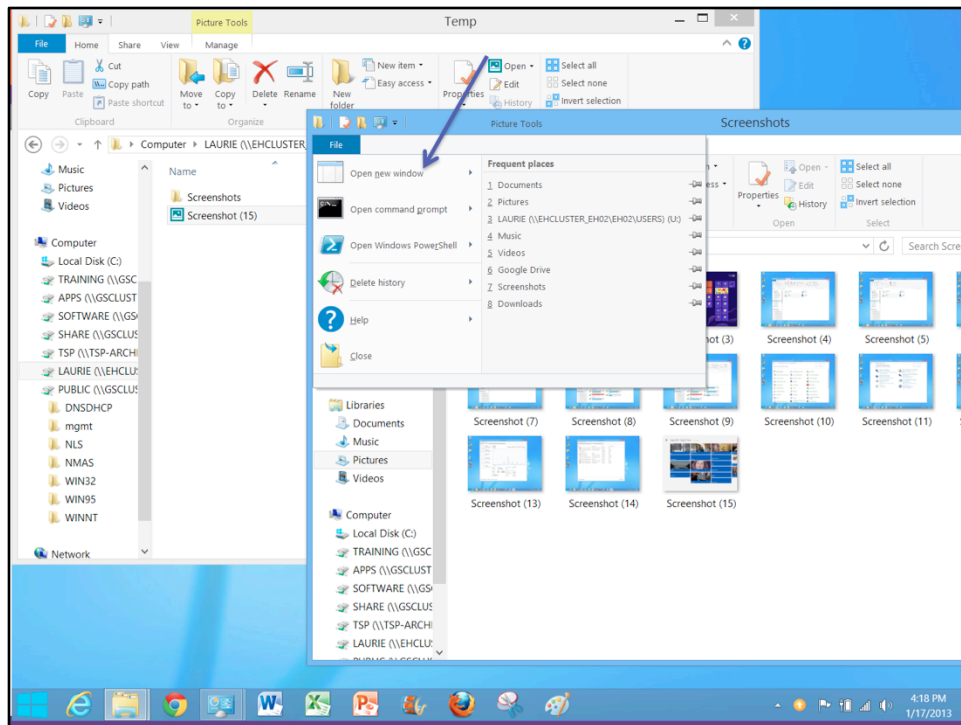 Picture Tools
Temp
File Home Share View Manage
Cut
Copy path
Paste shortcut
Copy Paste
Move to
Copy to
Delete Rename
New folder
New item
Easy access
Properties
Open
Edit
History
Select all
Select none
Invert selection
Clipboard
Organize
Computer LAURIE (\\EHCLUSTER
Music
Pictures
Videos
Computer
Local Disk (C:)
TRAINING (\\GSC
APPS (\\GSCLUST
SOFTWARE (\\GS
SHARE (\\GSCLUS
TSP (\\TSP-ARCHI
LAURIE (\\EHCLU
PUBLIC (\\GSCLUS
DNSDHCP
mgmt
NLS
NMAS
WIN32
WIN95
WINNT
Network
Name
Screenshots
Screenshot (15)
Picture Tools
Screenshots
File
Open new window
Open command prompt
Open Windows PowerShell
Delete history
Help
Close
Frequent places
1 Documents
2 Pictures
3 LAURIE (\\EHCLUSTER_EH02\EH02\USERS) (U:)
4 Music
5 Videos
6 Google Drive
7 Screenshots
8 Downloads
ess
Properties
Open
Edit
History
Select all
Select none
Invert selection
Open
Select
Search Scre
ot (3)
Screenshot (4)
Screenshot (5)
Screenshot (7)
Screenshot (8)
Screenshot (9)
Screenshot (10)
Screenshot (11)
Screenshot (13)
Screenshot (14)
Screenshot (15)
Libraries
Documents
Music
Pictures
Videos
Computer
Local Disk (C:)
TRAINING (\\GSC
APPS (\\GSCLUST
SOFTWARE (\\GS
SHARE (\\GSCLUS
TSP (\\TSP-ARCHI
LAURIE (\\EHCLU
4:18 PM
1/17/2013